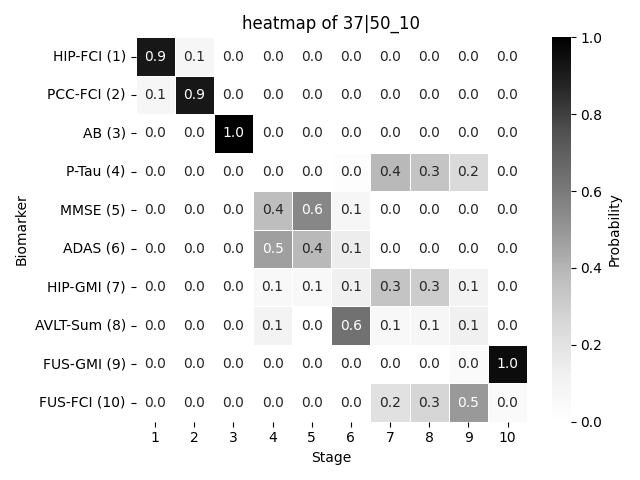 heatmap of 37|50_10
HIP-FCI (1) 0.9 0.1 0.0 0.0 0.0 0.0 0.0 0.0 0.0 0.0
PCC-FCI (2) 0.1 0.9 0.0 0.0 0.0 0.0 0.0 0.0 0.0 0.0
AB (3) 0.0 0.0 1.0 0.0 0.0 0.0 0.0 0.0 0.0 0.0
P-Tau (4) 0.0 0.0 0.0 0.0 0.0 0.0 0.4 0.3 0.2 0.0
MMSE (5) 0.0 0.0 0.0 0.4 0.6 0.1 0.0 0.0 0.0 0.0
ADAS (6) 0.0 0.0 0.0 0.5 0.4 0.1 0.0 0.0 0.0 0.0
HIP-GMI (7) 0.0 0.0 0.0 0.1 0.1 0.1 0.3 0.3 0.1 0.0
AVLT-Sum (8) 0.0 0.0 0.0 0.1 0.0 0.6 0.1 0.1 0.1 0.0
FUS-GMI (9) 0.0 0.0 0.0 0.0 0.0 0.0 0.0 0.0 0.0 1.0
FUS-FCI (10) 0.0 0.0 0.0 0.0 0.0 0.0 0.2 0.3 0.5 0.0
1 2 3 4 5 6 7 8 9 10
Stage
Biomarker
1.0
0.8
0.6
0.4
0.2
0.0
Probability